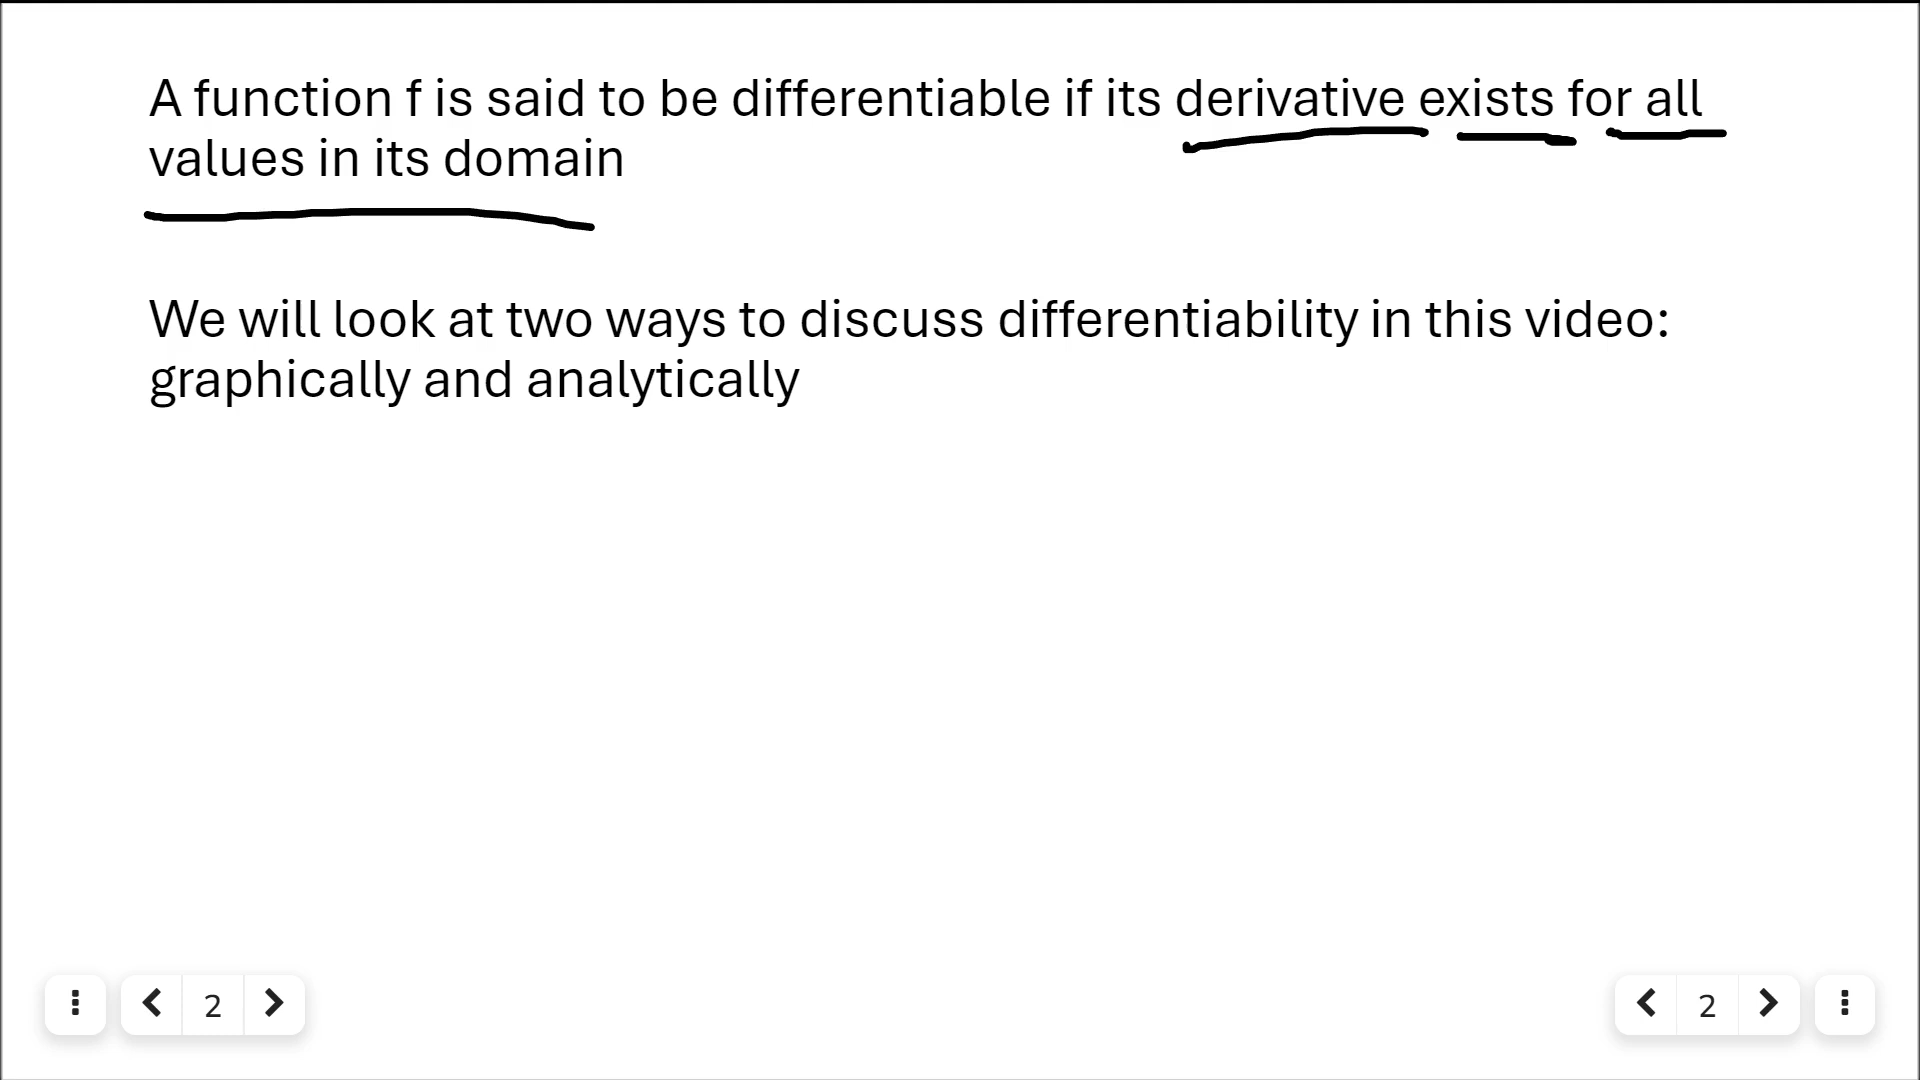 A function f is said to be differentiable if its derivative exists for all
values in its domain
We will look at two ways to discuss differentiability in this video:
graphically and analytically
2
2